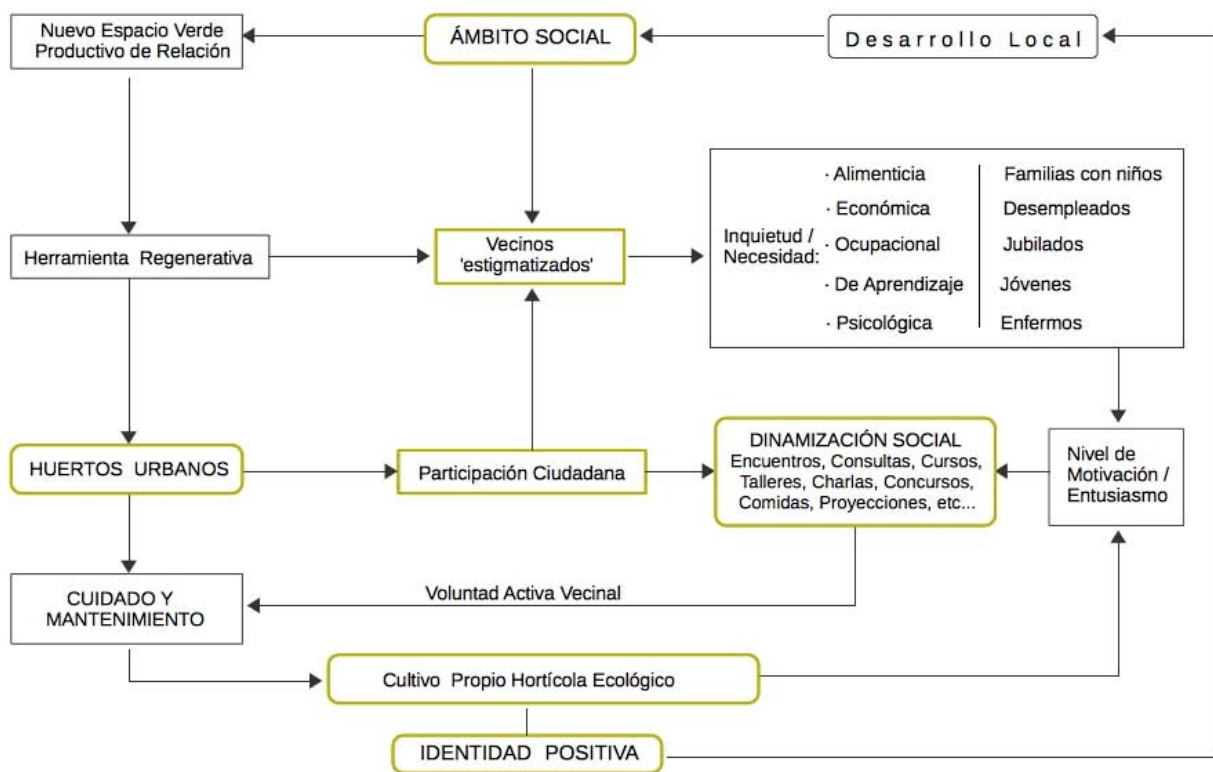 Nuevo Espacio Verde
Productivo de Relación
ÁMBITO SOCIAL
Desarrollo Local
Inquietud /
Necesidad:
· Alimenticia
· Económica
· Ocupacional
· De Aprendizaje
· Psicológica
Familias con niños
Desempleados
Jubilados
Jóvenes
Enfermos
Herramienta Regenerativa
Vecinos
'estigmatizados'
HUERTOS URBANOS
Participación Ciudadana
DINAMIZACIÓN SOCIAL
Encuentros, Consultas, Cursos,
Talleres, Charlas, Concursos,
Comidas, Proyecciones, etc...
Nivel de
Motivación /
Entusiasmo
CUIDADO Y
MANTENIMIENTO
Voluntad Activa Vecinal
Cultivo Propio Hortícola Ecológico
IDENTIDAD POSITIVA